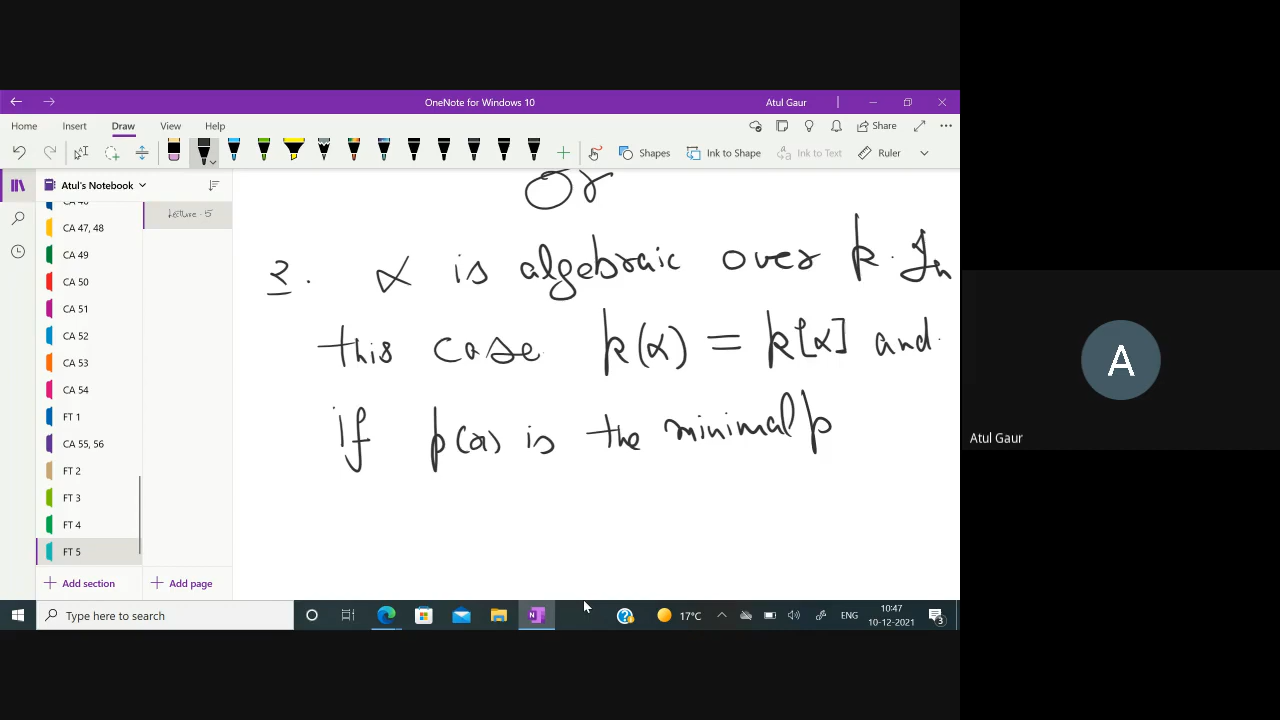 OneNote for Windows 10
Atul Gaur
Home Insert Draw View Help
Share
Shapes Ink to Shape Ink to Text Ruler
Atul's Notebook
CA 46
CA 47, 48
CA 49
CA 50
CA 51
CA 52
CA 53
CA 54
FT 1
CA 55, 56
FT 2
FT 3
FT 4
FT 5
Add section
Lecture - 5
Add page
Or
2. α is algebraic over k. In
this case k(α) = k[α] and
if p(x) is the minimal p
A
Atul Gaur
Type here to search
17°C
ENG
10:47
10-12-2021
3